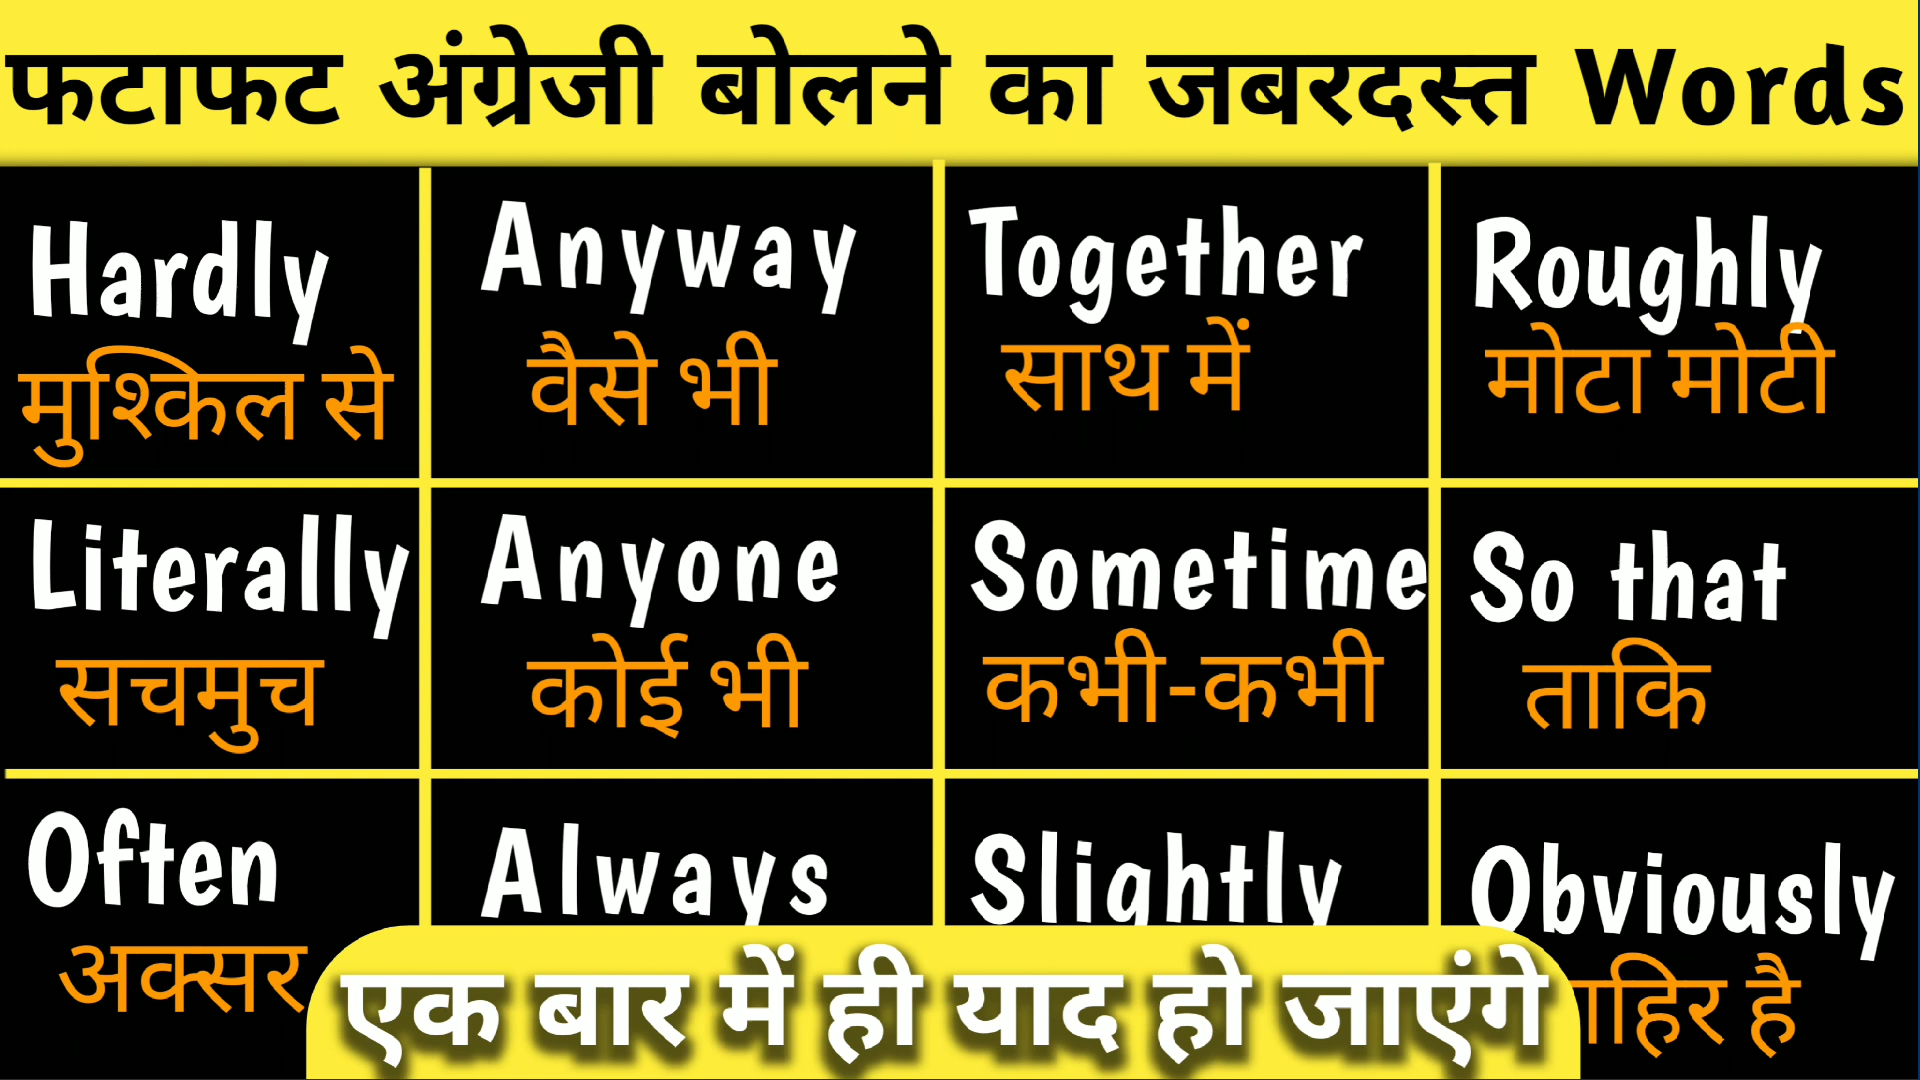 फटाफट अंग्रेजी बोलने का जबरदस्त Words
Hardly
मुश्किल से
Anyway
वैसे भी
Together
साथ में
Roughly
मोटा मोटी
Literally
सचमुच
Anyone
कोई भी
Sometime
कभी-कभी
So that
ताकि
Often
अक्सर
Always
Slightly
Obviously
है
एक बार में ही याद हो जाएंगे